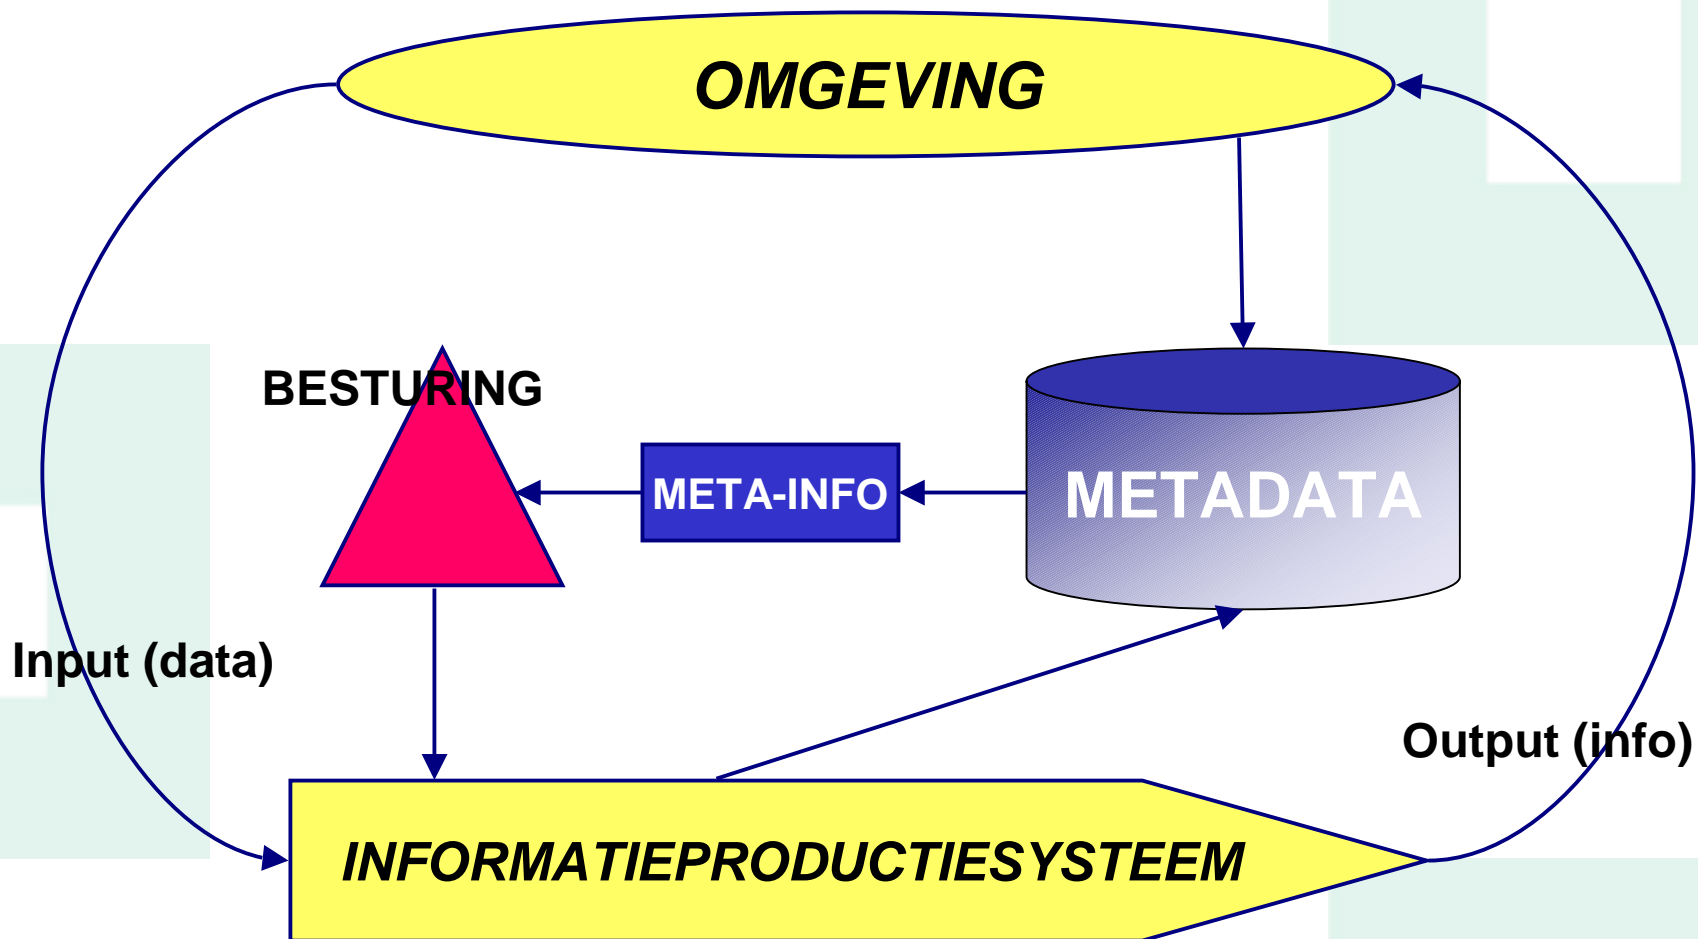 OMGEVING
BESTURING
META-INFO
METADATA
Input (data)
Output (info)
INFORMATIEPRODUCTIESYSTEEM